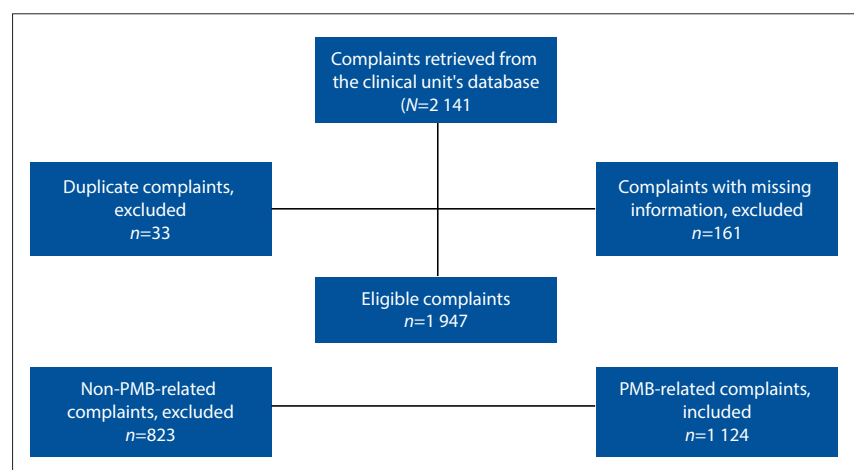 Complaints retrieved from
the clinical unit's database
(N=2 141
Duplicate complaints,
excluded
n=33
Complaints with missing
information, excluded
n=161
Eligible complaints
n=1 947
Non-PMB-related
complaints, excluded
n=823
PMB-related complaints,
included
n=1 124